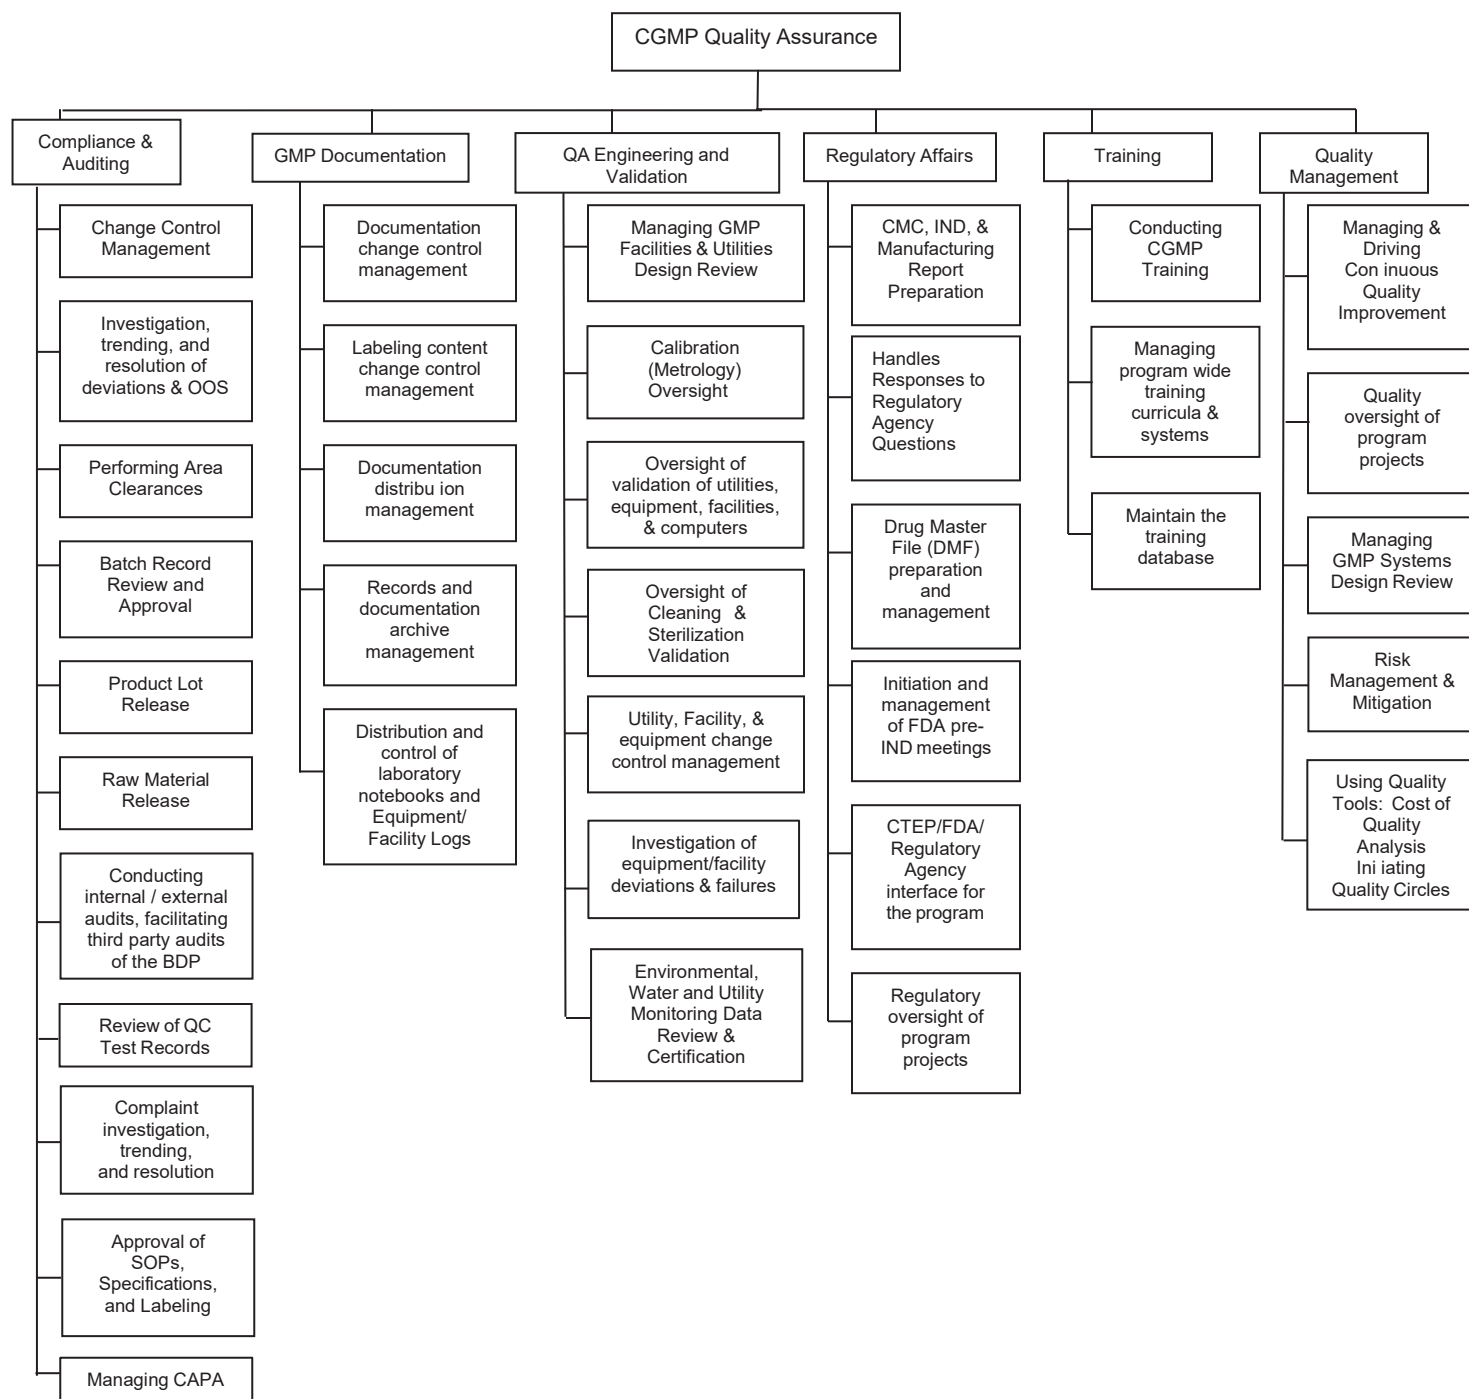 CGMP Quality Assurance
Compliance &
Auditing
Change Control
Management
Investigation,
trending, and
resolution of
deviations & OOS
Performing Area
Clearances
Batch Record
Review and
Approval
Product Lot
Release
Raw Material
Release
Conducting
internal / external
audits, facilitating
third party audits
of the BDP
Review of QC
Test Records
Complaint
investigation,
trending,
and resolution
Approval of
SOPs,
Specifications,
and Labeling
Managing CAPA
GMP Documentation
Documentation
change control
management
Labeling content
change control
management
Documentation
distribu ion
management
Records and
documentation
archive
management
Distribution and
control of
laboratory
notebooks and
Equipment/
Facility Logs
QA Engineering and
Validation
Managing GMP
Facilities & Utilities
Design Review
Calibration
(Metrology)
Oversight
Oversight of
validation of utilities,
equipment, facilities,
& computers
Oversight of
Cleaning & 
Sterilization
Validation
Utility, Facility, &
equipment change
control management
Investigation of
equipment/facility
deviations & failures
Environmental,
Water and Utility
Monitoring Data
Review &
Certification
Regulatory Affairs
CMC, IND, &
Manufacturing
Report
Preparation
Handles
Responses to
Regulatory
Agency
Questions
Drug Master
File (DMF)
preparation
and
management
Initiation and
management
of FDA pre-
IND meetings
CTEP/FDA/
Regulatory
Agency
interface for
the program
Regulatory
oversight of
program
projects
Training
Conducting
CGMP
Training
Managing
program wide
training
curricula &
systems
Maintain the
training
database
Quality
Management
Managing &
Driving
Con inuous
Quality
Improvement
Quality
oversight of
program
projects
Managing
GMP Systems
Design Review
Risk
Management &
Mitigation
Using Quality
Tools: Cost of
Quality
Analysis
Ini iating
Quality Circles